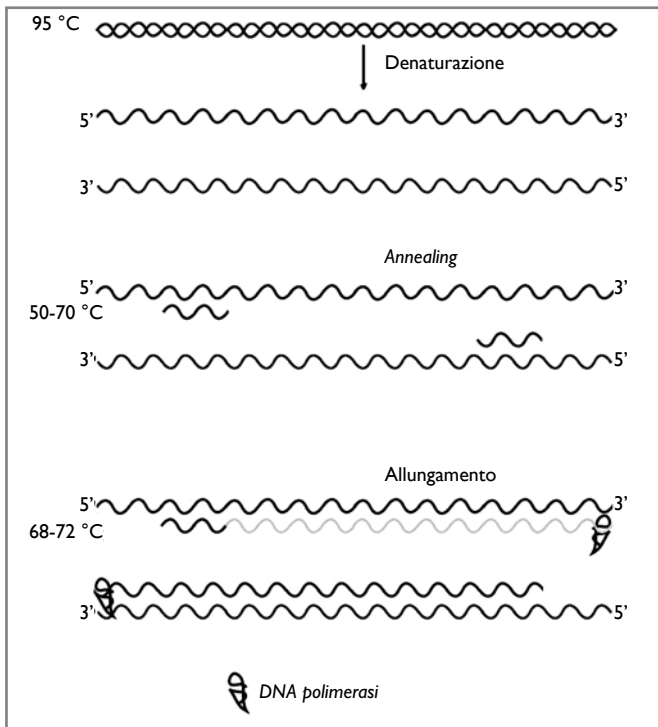 95 °C
Denaturazione
5’ 3’
3’ 5’
Annealing
5’ 3’
50-70 °C
3’ 5’
Allungamento
5’ 3’
68-72 °C
3’ 5’
DNA polimerasi